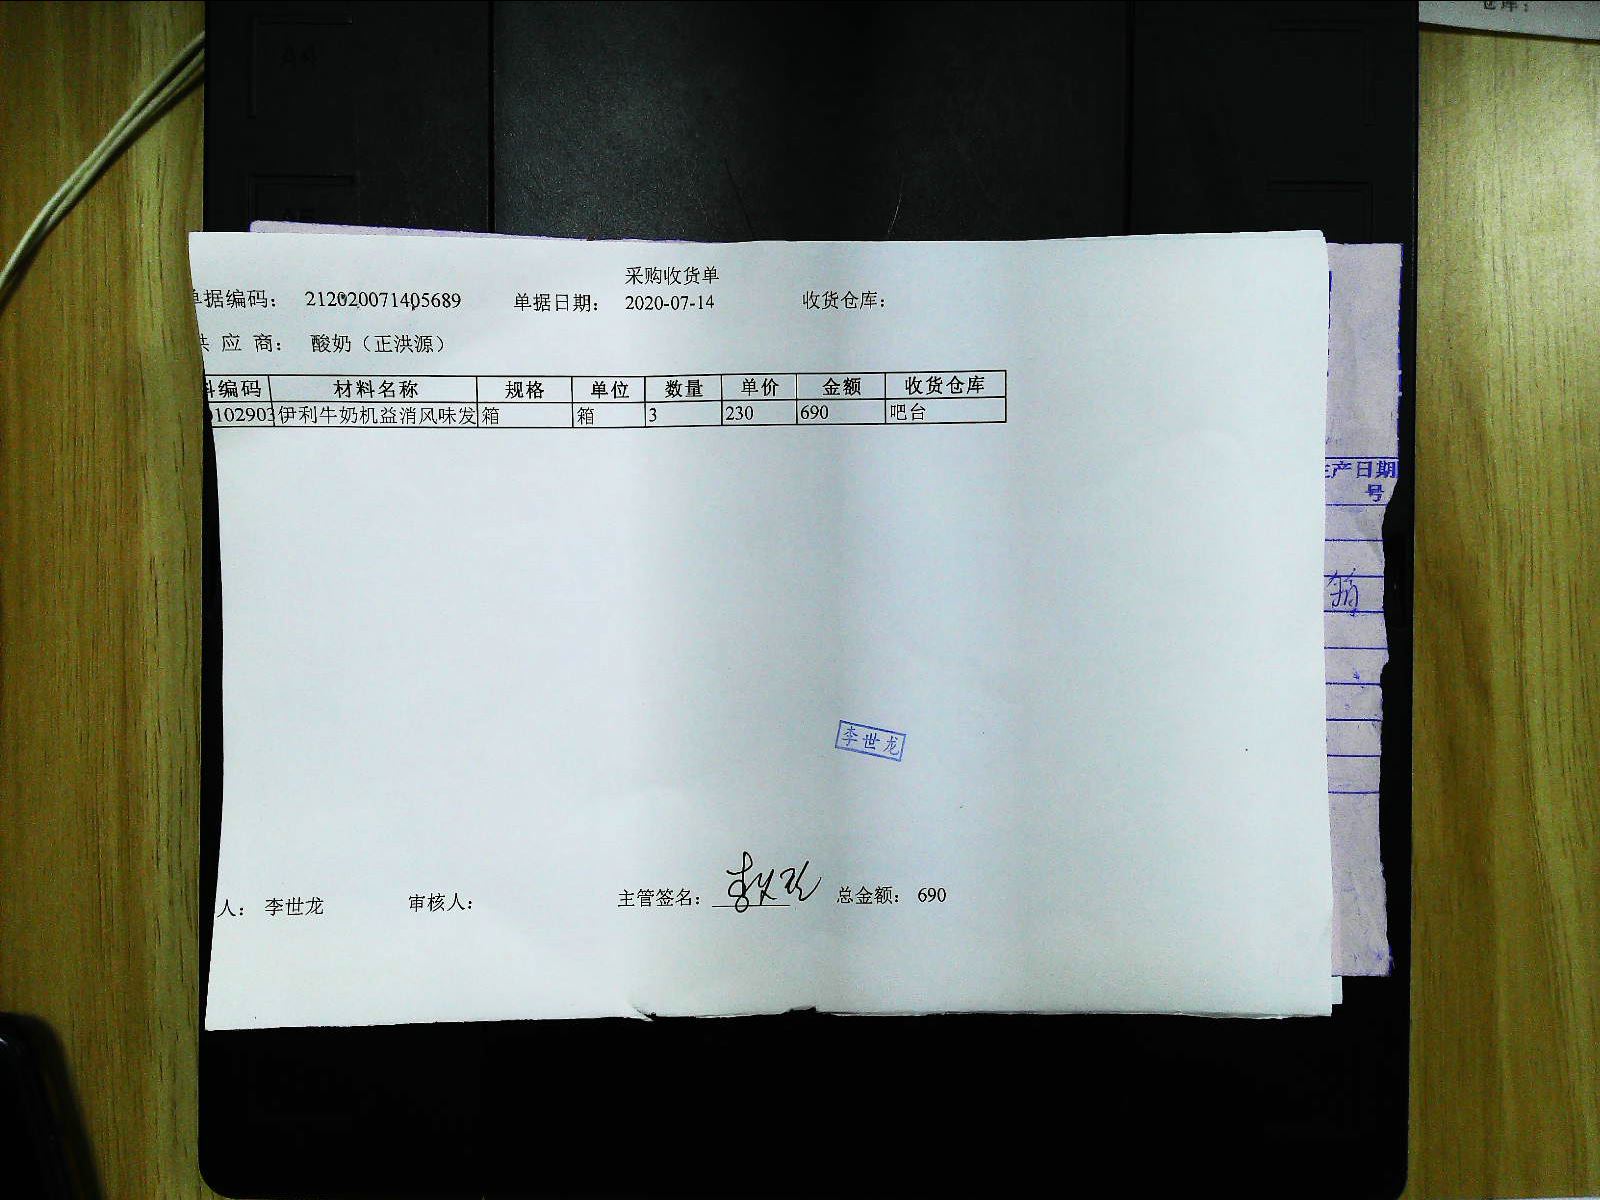 仓库：
采购收货单
单据编码： 212020071405689 单据日期： 2020-07-14 收货仓库：
供 应 商： 酸奶（正洪源）
料编码 材料名称 规格 单位 数量 单价 金额 收货仓库
0102903 伊利牛奶机益消风味发 箱 箱 3 230 690 吧台
生产日期
号
箱
李世龙
人： 李世龙 审核人： 主管签名： 总金额： 690